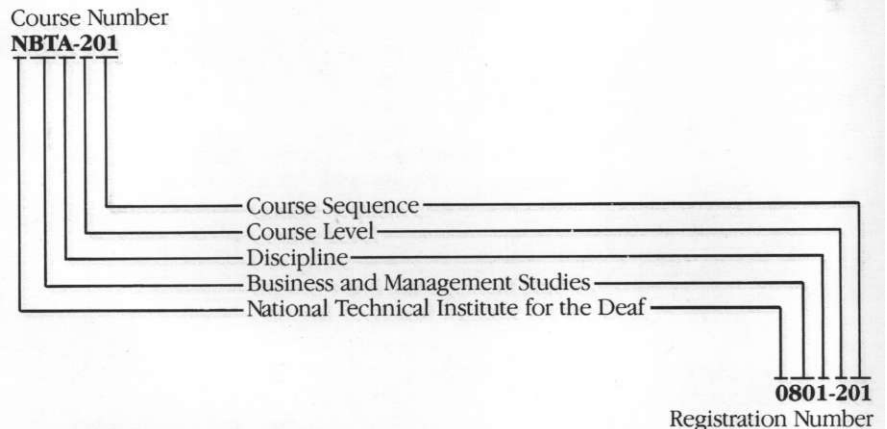 Course Number
NBTA-201
Course Sequence
Course Level
Discipline
Business and Management Studies
National Technical Institute for the Deaf
0801-201
Registration Number